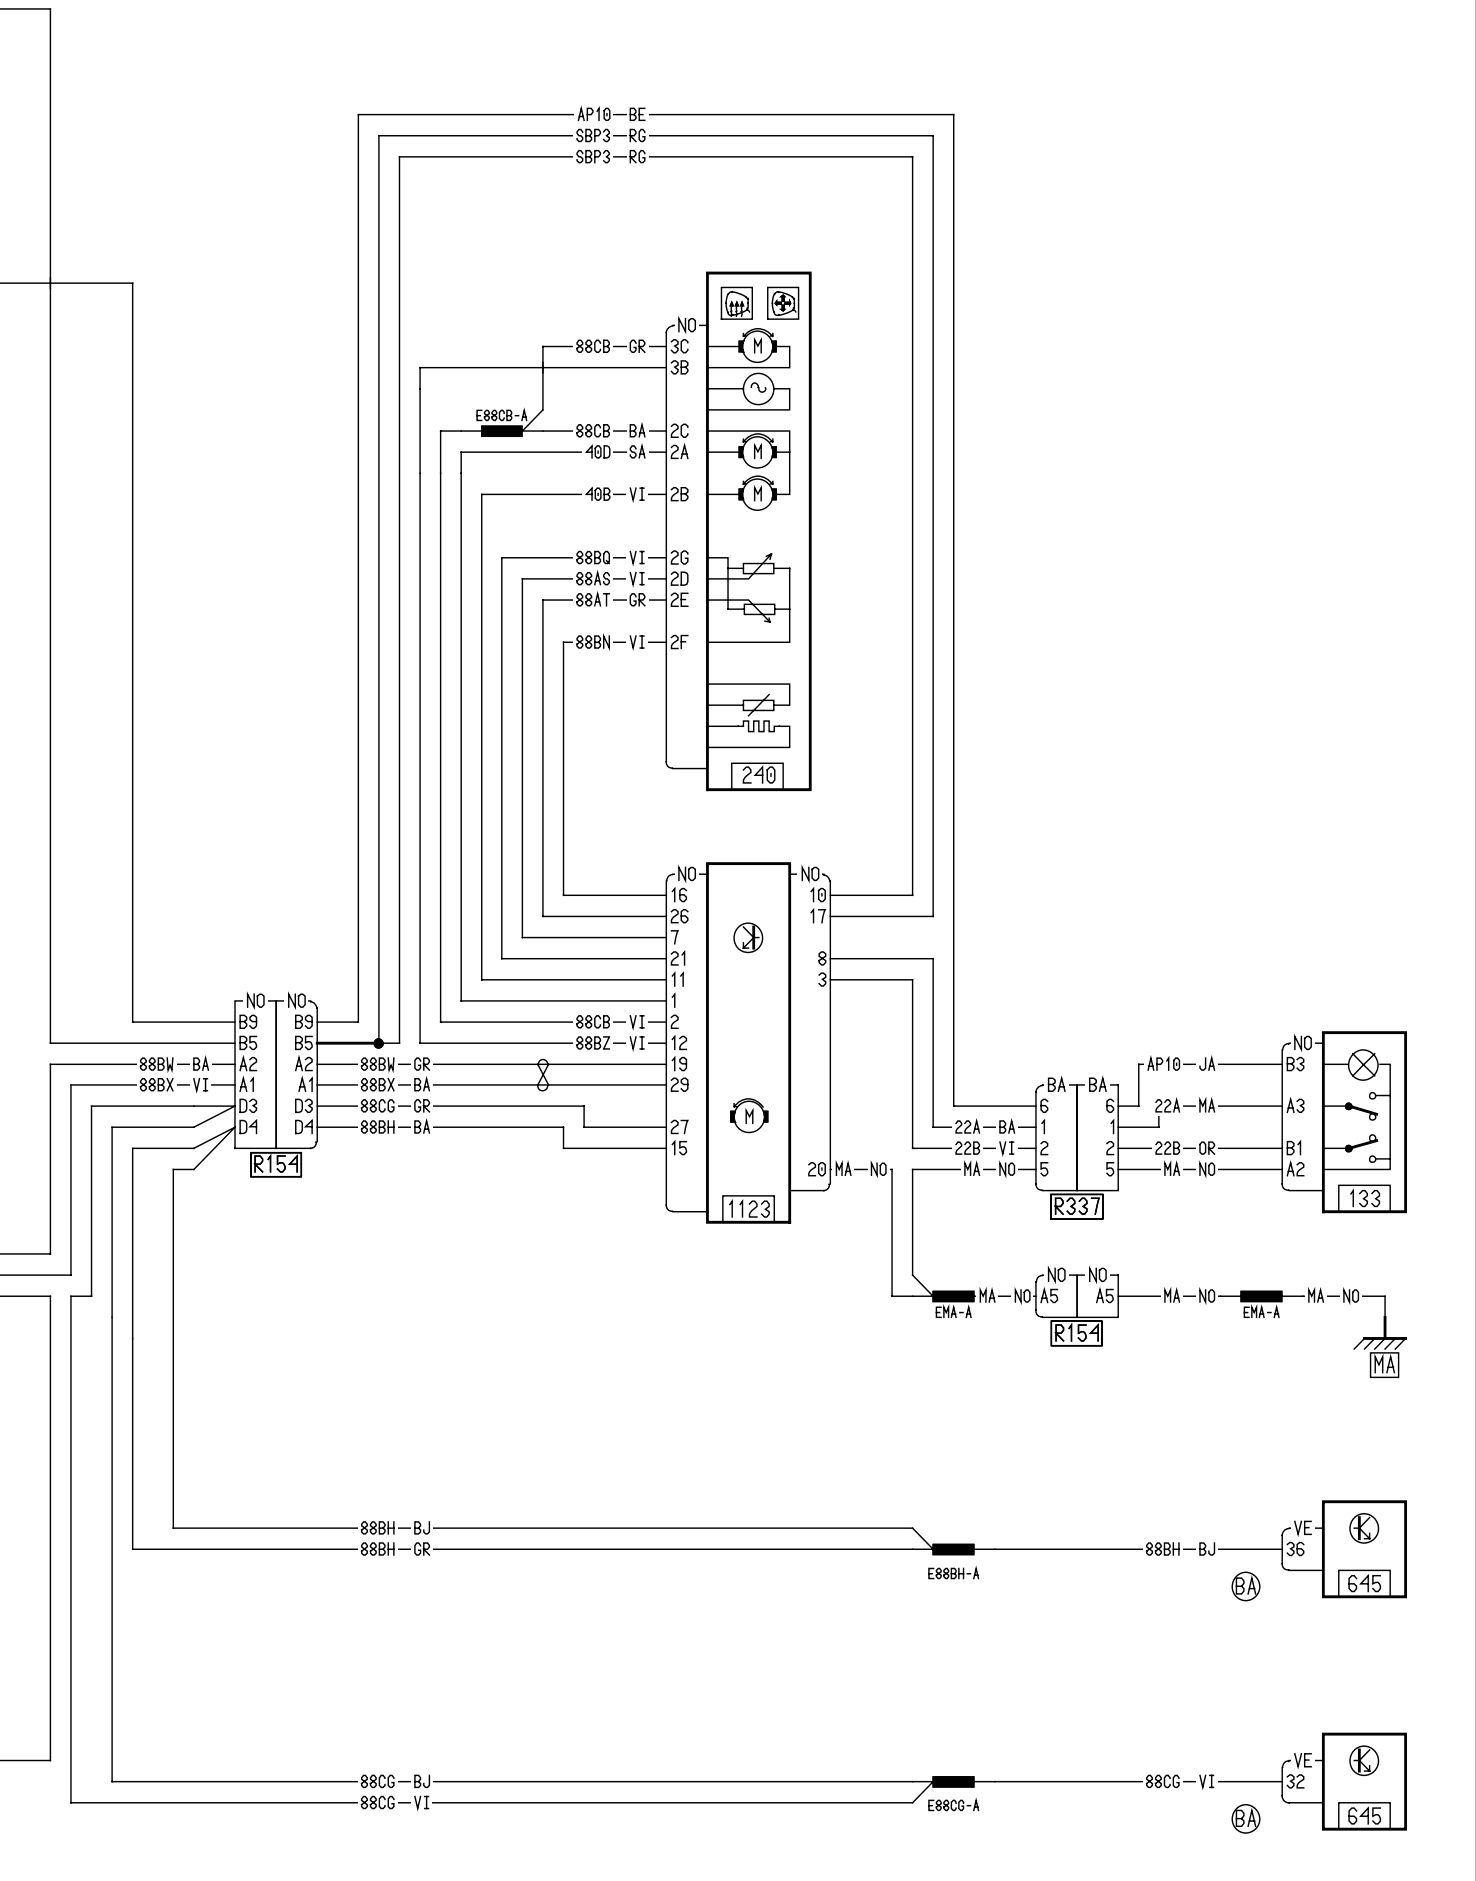 AP10 BE
SBP3 RG
SBP3 RG
NO
88CB GR 3C
3B
M
E88CB-A
88CB BA 2C
40D SA 2A
M
40B VI 2B
M
88BQ VI 2G
88AS VI 2D
88AT GR 2E
88BN VI 2F
240
NO NO
16 10
26 17
7
21 8
11 3
NO NO 1
B9 B9 88CB VI 2
B5 B5 88BZ VI 12 NO
88BW BA A2 A2 88BW GR 19 AP10 JA B3
88BX VI A1 A1 88BX BA 29 BA BA
D3 D3 88CG GR 6 6 22A MA A3
M
D4 D4 88BH BA 27 22A BA 1 1
15 22B VI 2 2 22B OR B1
R154 20 MA NO MA NO 5 5 MA NO A2
1123 R337 133
NO NO
MA NO A5 A5 MA NO MA NO
EMA-A EMA-A
R154
MA
88BH BJ VE
88BH GR 88BH BJ 36
E88BH-A
BA 645
VE
88CG BJ 88CG VI 32
88CG VI E88CG-A
BA 645